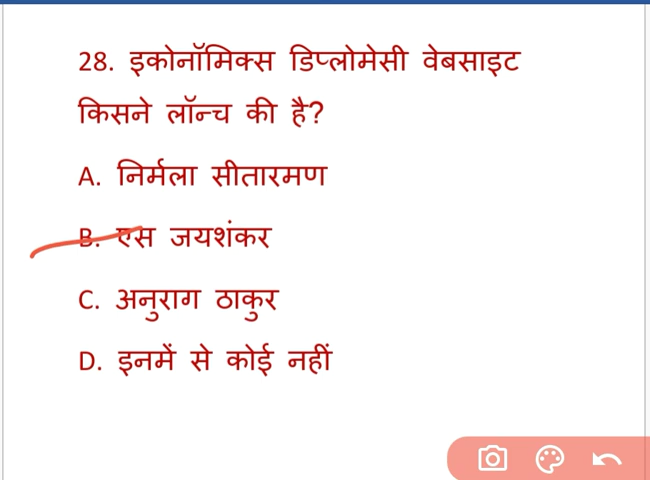 28. इकोनॉमिक्स डिप्लोमेसी वेबसाइट
किसने लॉन्च की है?
A. निर्मला सीतारमण
B. एस जयशंकर
C. अनुराग ठाकुर
D. इनमें से कोई नहीं